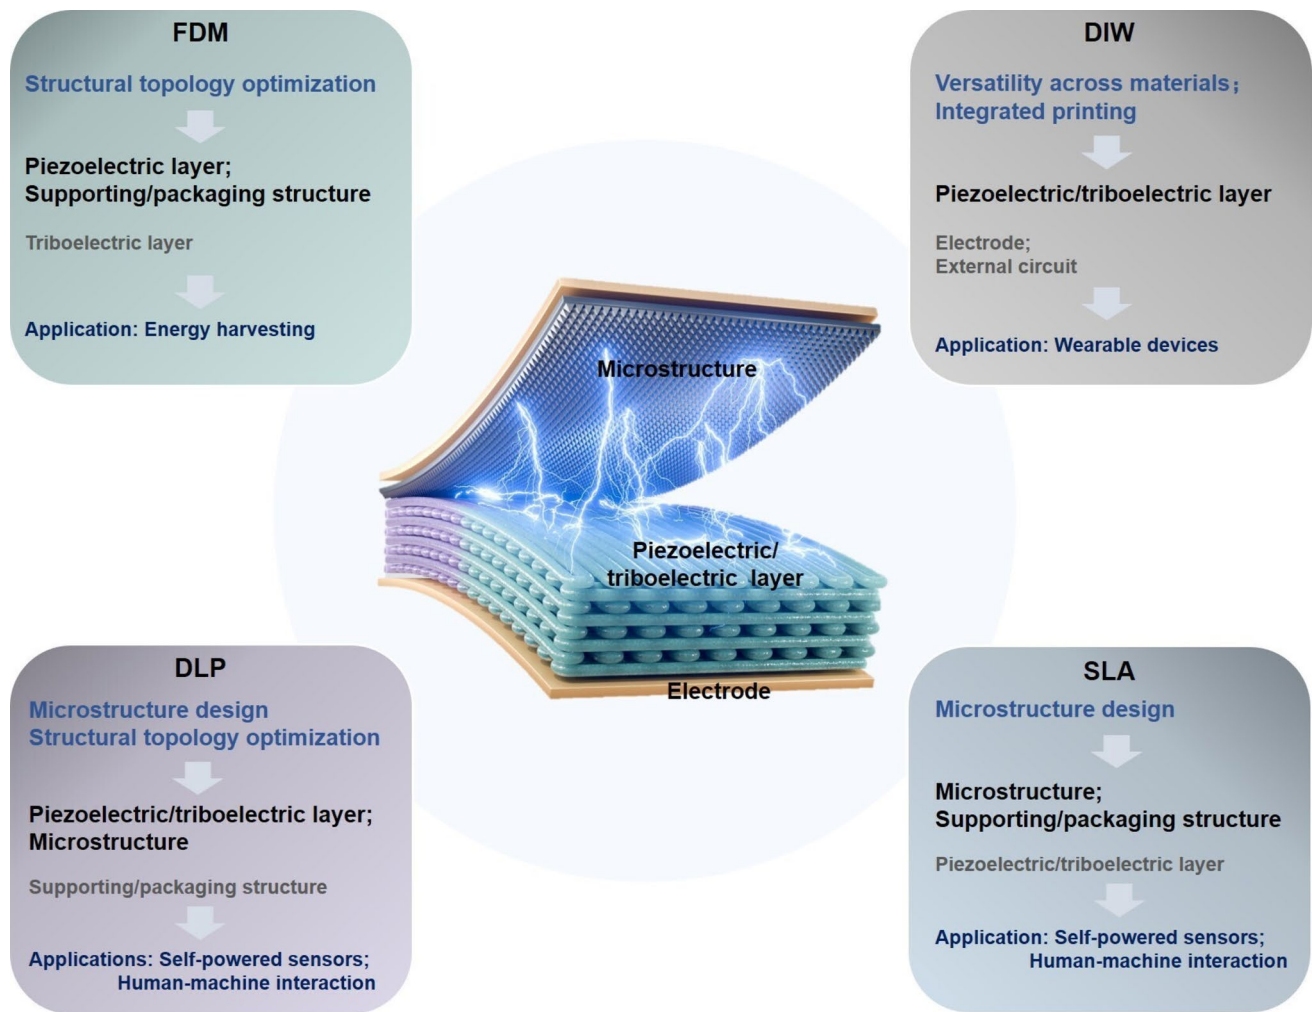 FDM
Structural topology optimization
Piezoelectric layer;
Supporting/packaging structure
Triboelectric layer
Application: Energy harvesting
DIW
Versatility across materials；
Integrated printing
Piezoelectric/triboelectric layer
Electrode;
External circuit
Application: Wearable devices
Microstructure
Piezoelectric/
triboelectric layer
Electrode
DLP
Microstructure design
Structural topology optimization
Piezoelectric/triboelectric layer;
Microstructure
Supporting/packaging structure
Applications: Self-powered sensors;
Human-machine interaction
SLA
Microstructure design
Microstructure;
Supporting/packaging structure
Piezoelectric/triboelectric layer
Application: Self-powered sensors;
Human-machine interaction